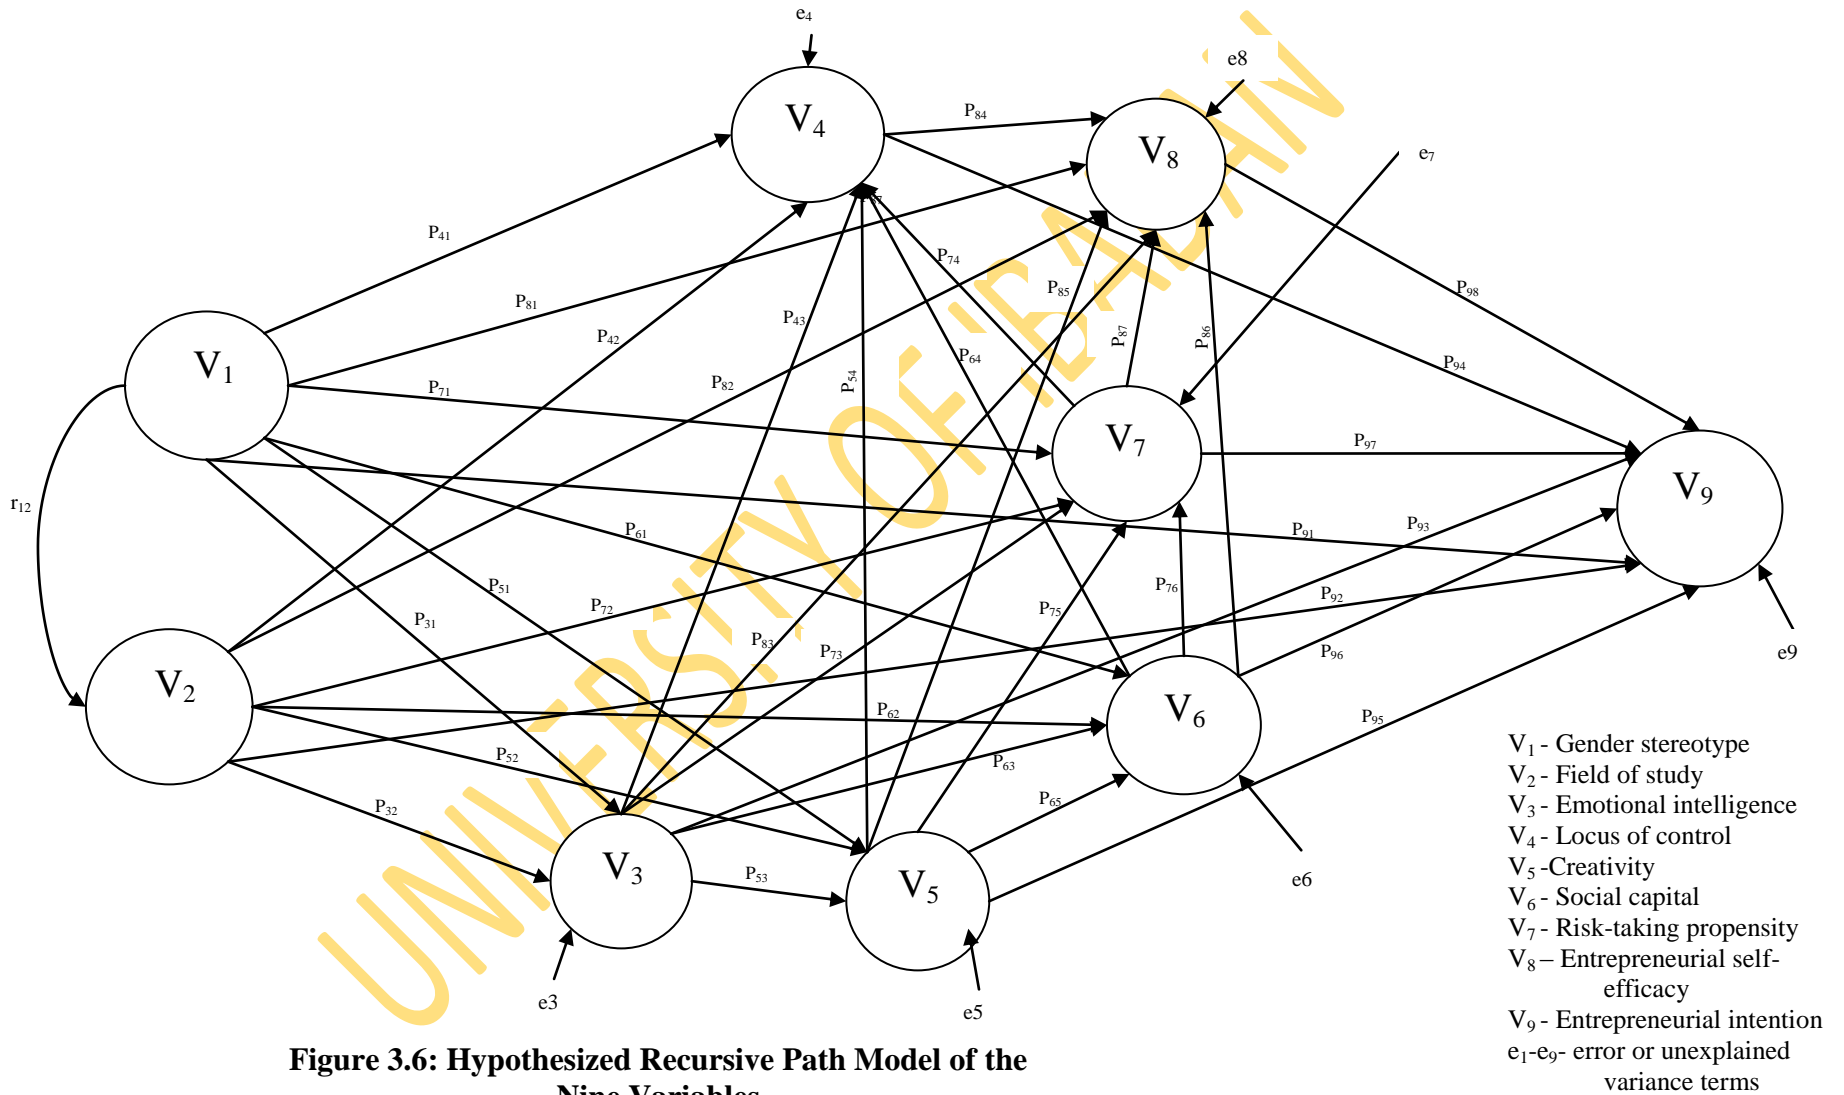 e4
e8
V4
P84
V8
e7
P41
P74
P81
P85
P98
P43
P42
P87
P86
V1
P64
P94
P71
P82
P54
V7
P97
r12
V9
P61
P93
P91
P51
P76
P72
P75
P92
P31
P83
P73
P96
e9
V2
P62
V6
P95
P52
P63
P32
P65
V3
P53
V5
e6
e3
e5
UNIVERSITY OF IBADAN
V1 - Gender stereotype
V2 - Field of study
V3 - Emotional intelligence
V4 - Locus of control
V5 -Creativity
V6 - Social capital
V7 - Risk-taking propensity
V8 – Entrepreneurial self-
efficacy
V9 - Entrepreneurial intention
e1-e9- error or unexplained
variance terms
Figure 3.6: Hypothesized Recursive Path Model of the
Nine Variables